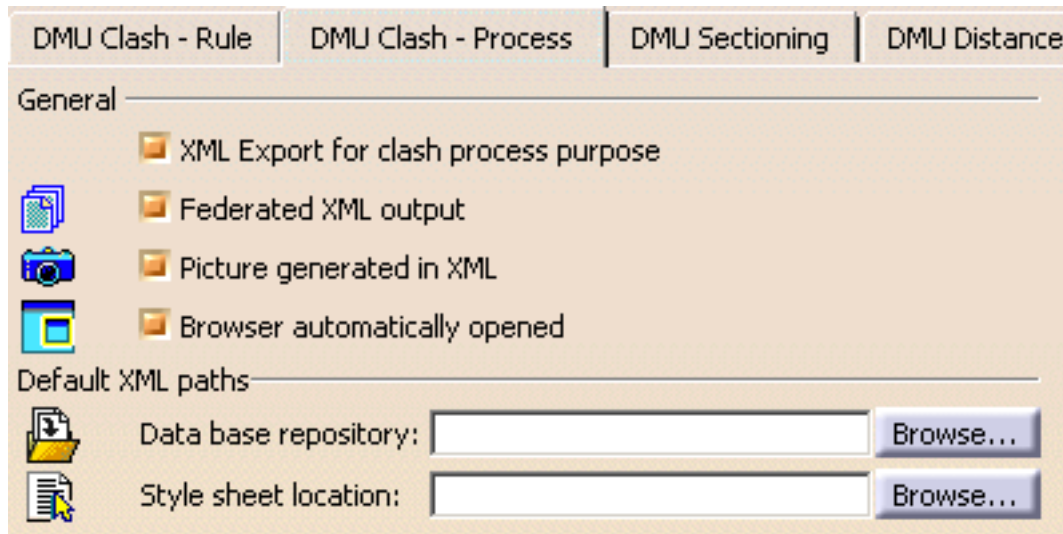 DMU Clash - Rule DMU Clash - Process DMU Sectioning DMU Distance
General
XML Export for clash process purpose
Federated XML output
Picture generated in XML
Browser automatically opened
Default XML paths
Data base repository: Browse...
Style sheet location: Browse...